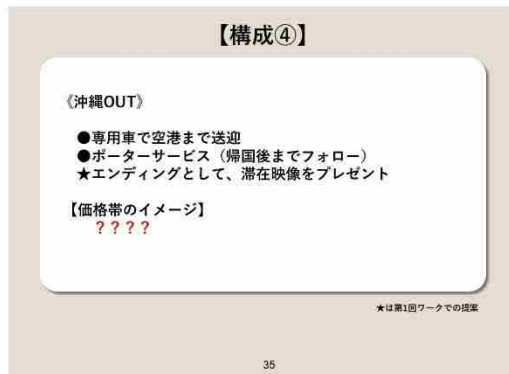 【構成④】
《沖縄OUT》
●専用車で空港まで送迎
●ポーターサービス（帰国後までフォロー）
★エンディングとして、滞在映像をプレゼント
【価格帯のイメージ】
？？？？
★は第1回ワークでの提案
35